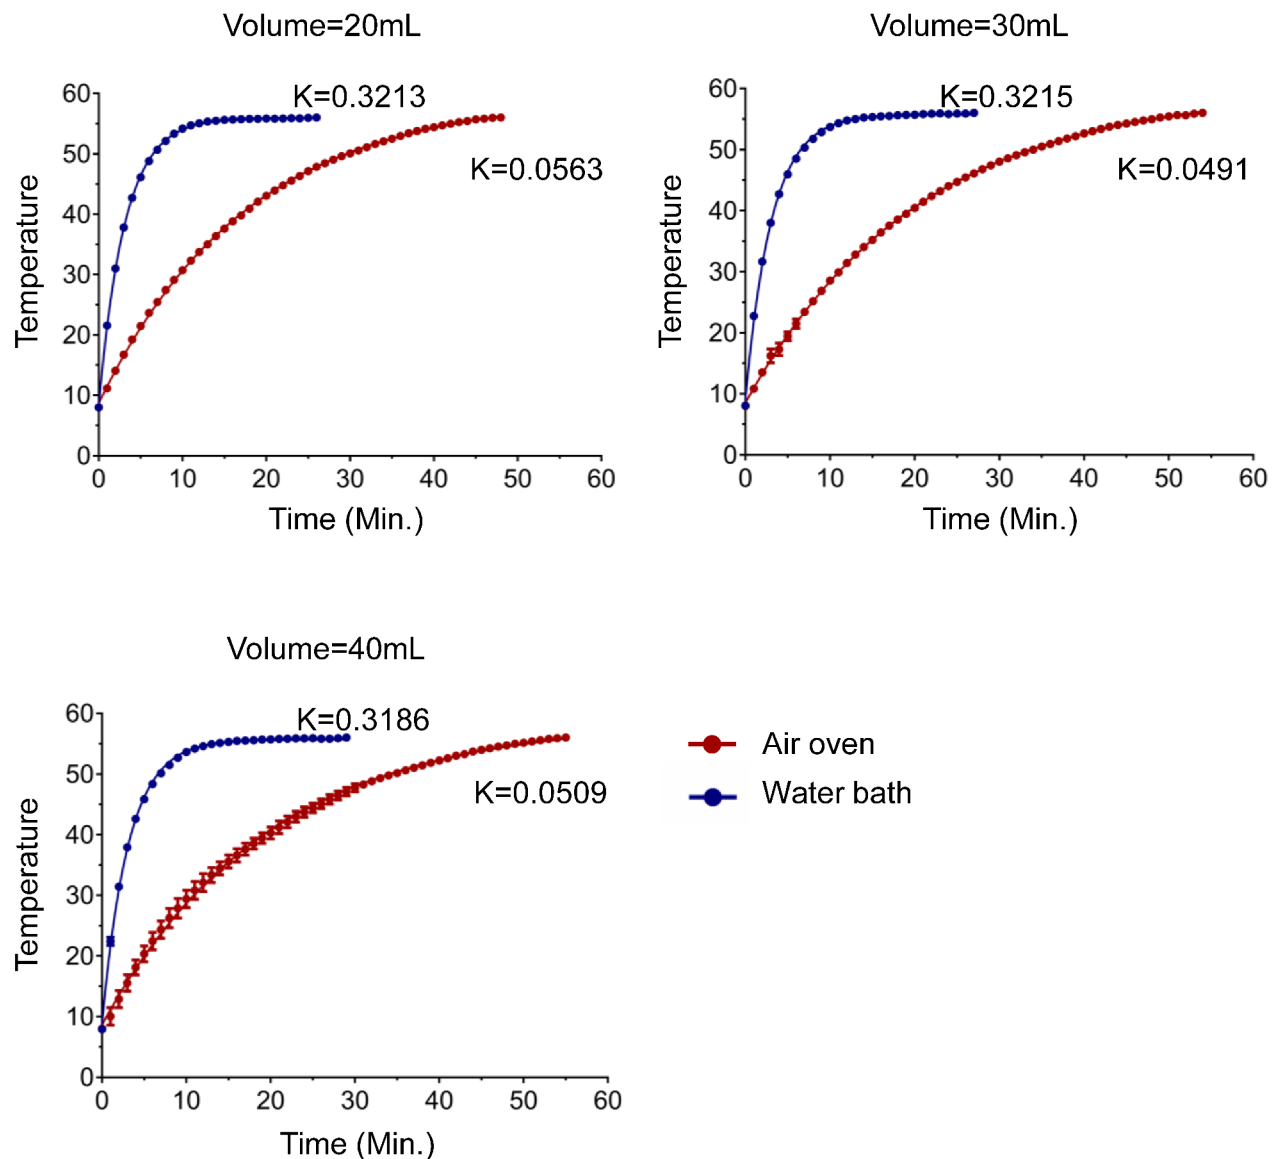 Volume=20mL
K=0.3213
K=0.0563
Temperature
60
50
40
30
20
10
0
0 10 20 30 40 50 60
Time (Min.)
Volume=30mL
K=0.3215
K=0.0491
Temperature
60
50
40
30
20
10
0
0 10 20 30 40 50 60
Time (Min.)
Volume=40mL
K=0.3186
K=0.0509
Temperature
60
50
40
30
20
10
0
0 10 20 30 40 50 60
Time (Min.)
Air oven
Water bath